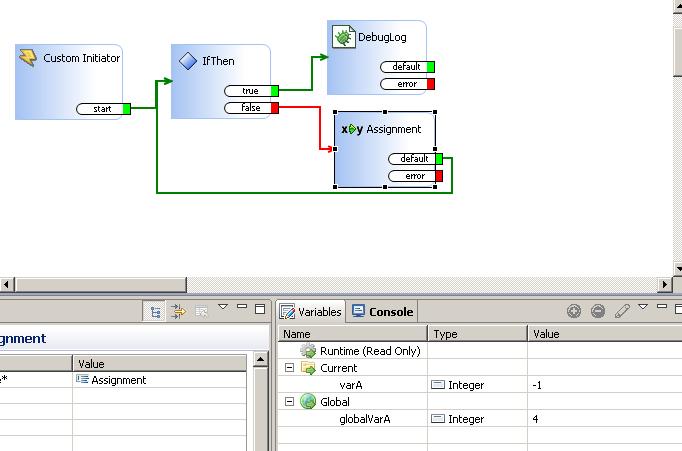 Custom Initiator
start
IfThen
true
false
DebugLog
default
error
x y Assignment
default
error
gnment
Value
e*
Assignment
Variables
Console
Name Type Value
Runtime (Read Only)
Current
varA Integer -1
Global
globalVarA Integer 4